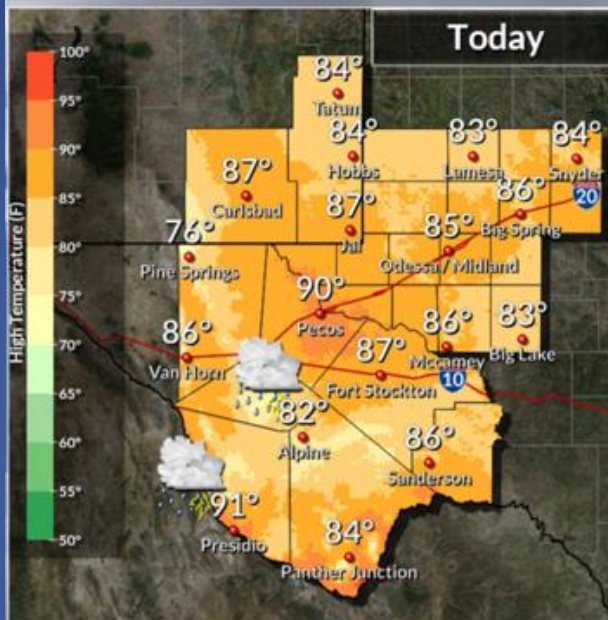 Today
100°
95°
90°
85°
80°
75°
70°
65°
60°
55°
50°
High Temperature (F)
84°
Tatum
84°
Hobbs
83°
Lamesa
84°
Snyder
87°
Carlsbad
87°
Jal
86°
Big Spring
20
85°
Odessa / Midland
76°
Pine Springs
90°
Pecos
86°
Van Horn
87°
Fort Stockton
86°
Mccamey
83°
Big Lake
10
82°
Alpine
86°
Sanderson
91°
Presidio
84°
Panther Junction